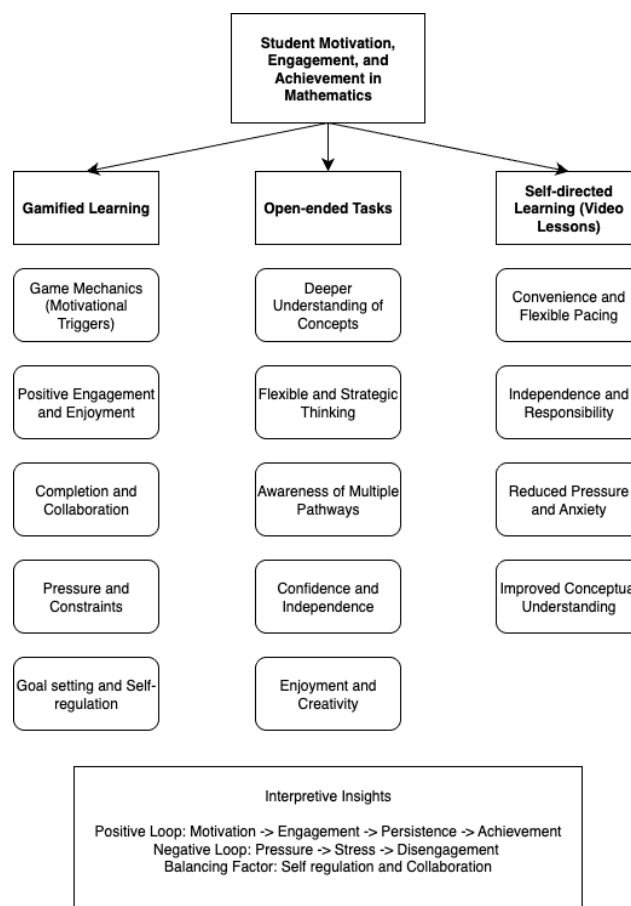 Student Motivation,
Engagement, and
Achievement in
Mathematics
Gamified Learning
Open-ended Tasks
Self-directed
Learning (Video
Lessons)
Game Mechanics
(Motivational
Triggers)
Deeper
Understanding of
Concepts
Convenience and
Flexible Pacing
Positive Engagement
and Enjoyment
Flexible and Strategic
Thinking
Independence and
Responsibility
Completion and
Collaboration
Awareness of Multiple
Pathways
Reduced Pressure
and Anxiety
Pressure and
Constraints
Confidence and
Independence
Improved Conceptual
Understanding
Goal setting and Self-
regulation
Enjoyment and
Creativity
Interpretive Insights
Positive Loop: Motivation -> Engagement -> Persistence -> Achievement
Negative Loop: Pressure -> Stress -> Disengagement
Balancing Factor: Self regulation and Collaboration